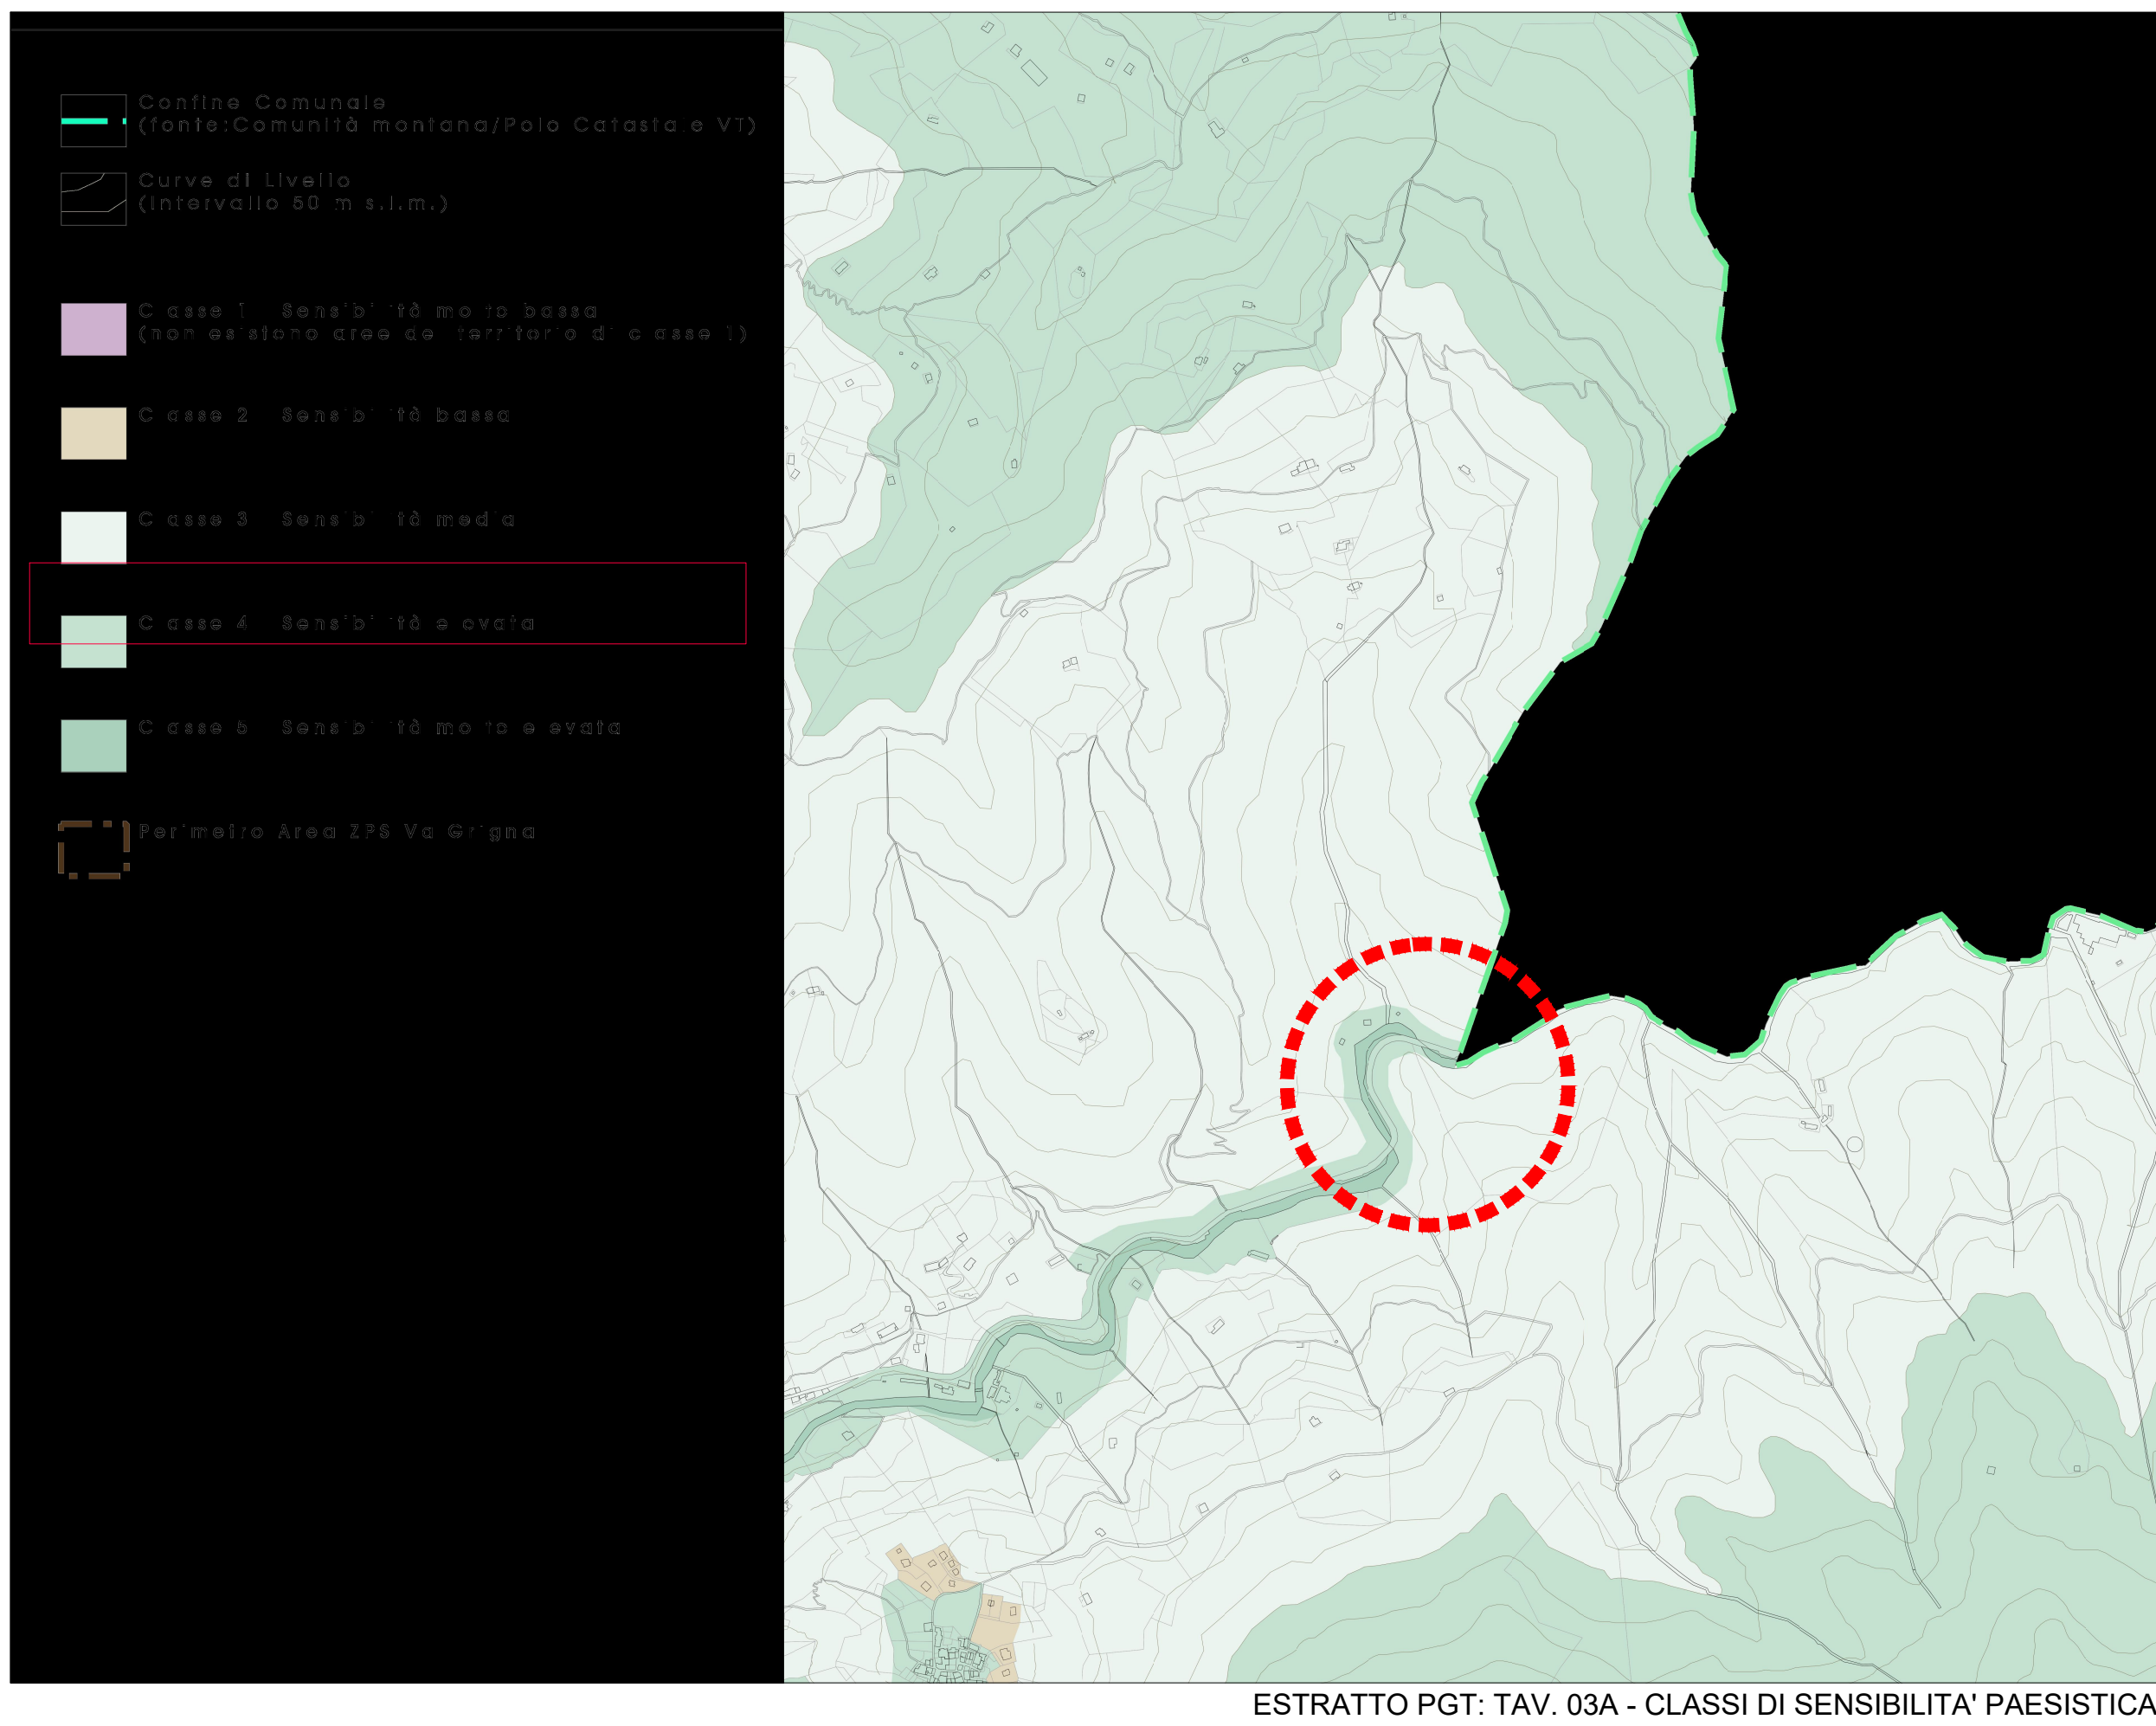 Confine Comunale
(fonte:Comunità montana/Polo Catastale VT)
Curve di Livello
(intervallo 50 m s.l.m.)
Classe 1 Sensibilità molto bassa
(non esistono aree del territorio di classe 1)
Classe 2 Sensibilità bassa
Classe 3 Sensibilità media
Classe 4 Sensibilità elevata
Classe 5 Sensibilità molto elevata
Perimetro Area ZPS Val Grigna
ESTRATTO PGT: TAV. 03A - CLASSI DI SENSIBILITA' PAESISTICA